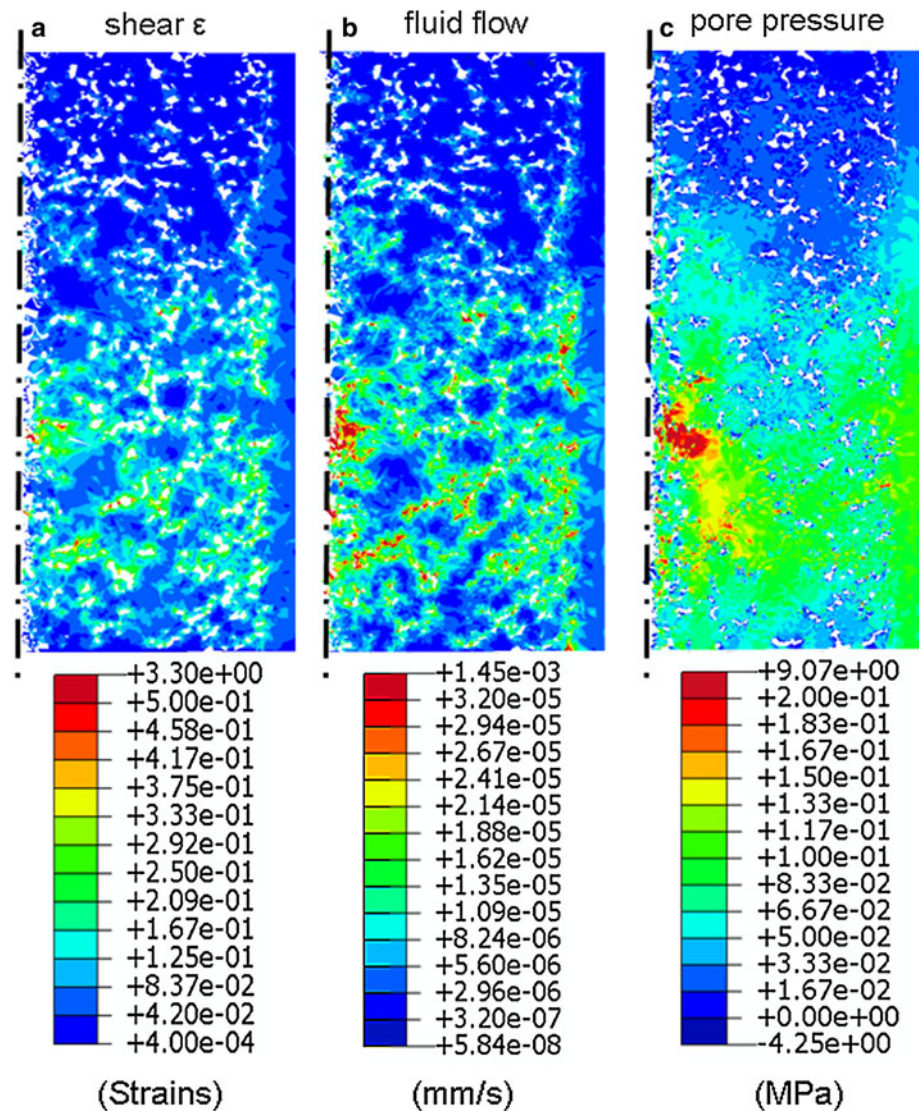 a shear ε
b fluid flow
c pore pressure
+3.30e+00
+5.00e-01
+4.58e-01
+4.17e-01
+3.75e-01
+3.33e-01
+2.92e-01
+2.50e-01
+2.09e-01
+1.67e-01
+1.25e-01
+8.37e-02
+4.20e-02
+4.00e-04
(Strains)
+1.45e-03
+3.20e-05
+2.94e-05
+2.67e-05
+2.41e-05
+2.14e-05
+1.88e-05
+1.62e-05
+1.35e-05
+1.09e-05
+8.24e-06
+5.60e-06
+2.96e-06
+3.20e-07
+5.84e-08
(mm/s)
+9.07e+00
+2.00e-01
+1.83e-01
+1.67e-01
+1.50e-01
+1.33e-01
+1.17e-01
+1.00e-01
+8.33e-02
+6.67e-02
+5.00e-02
+3.33e-02
+1.67e-02
+0.00e+00
-4.25e+00
(MPa)